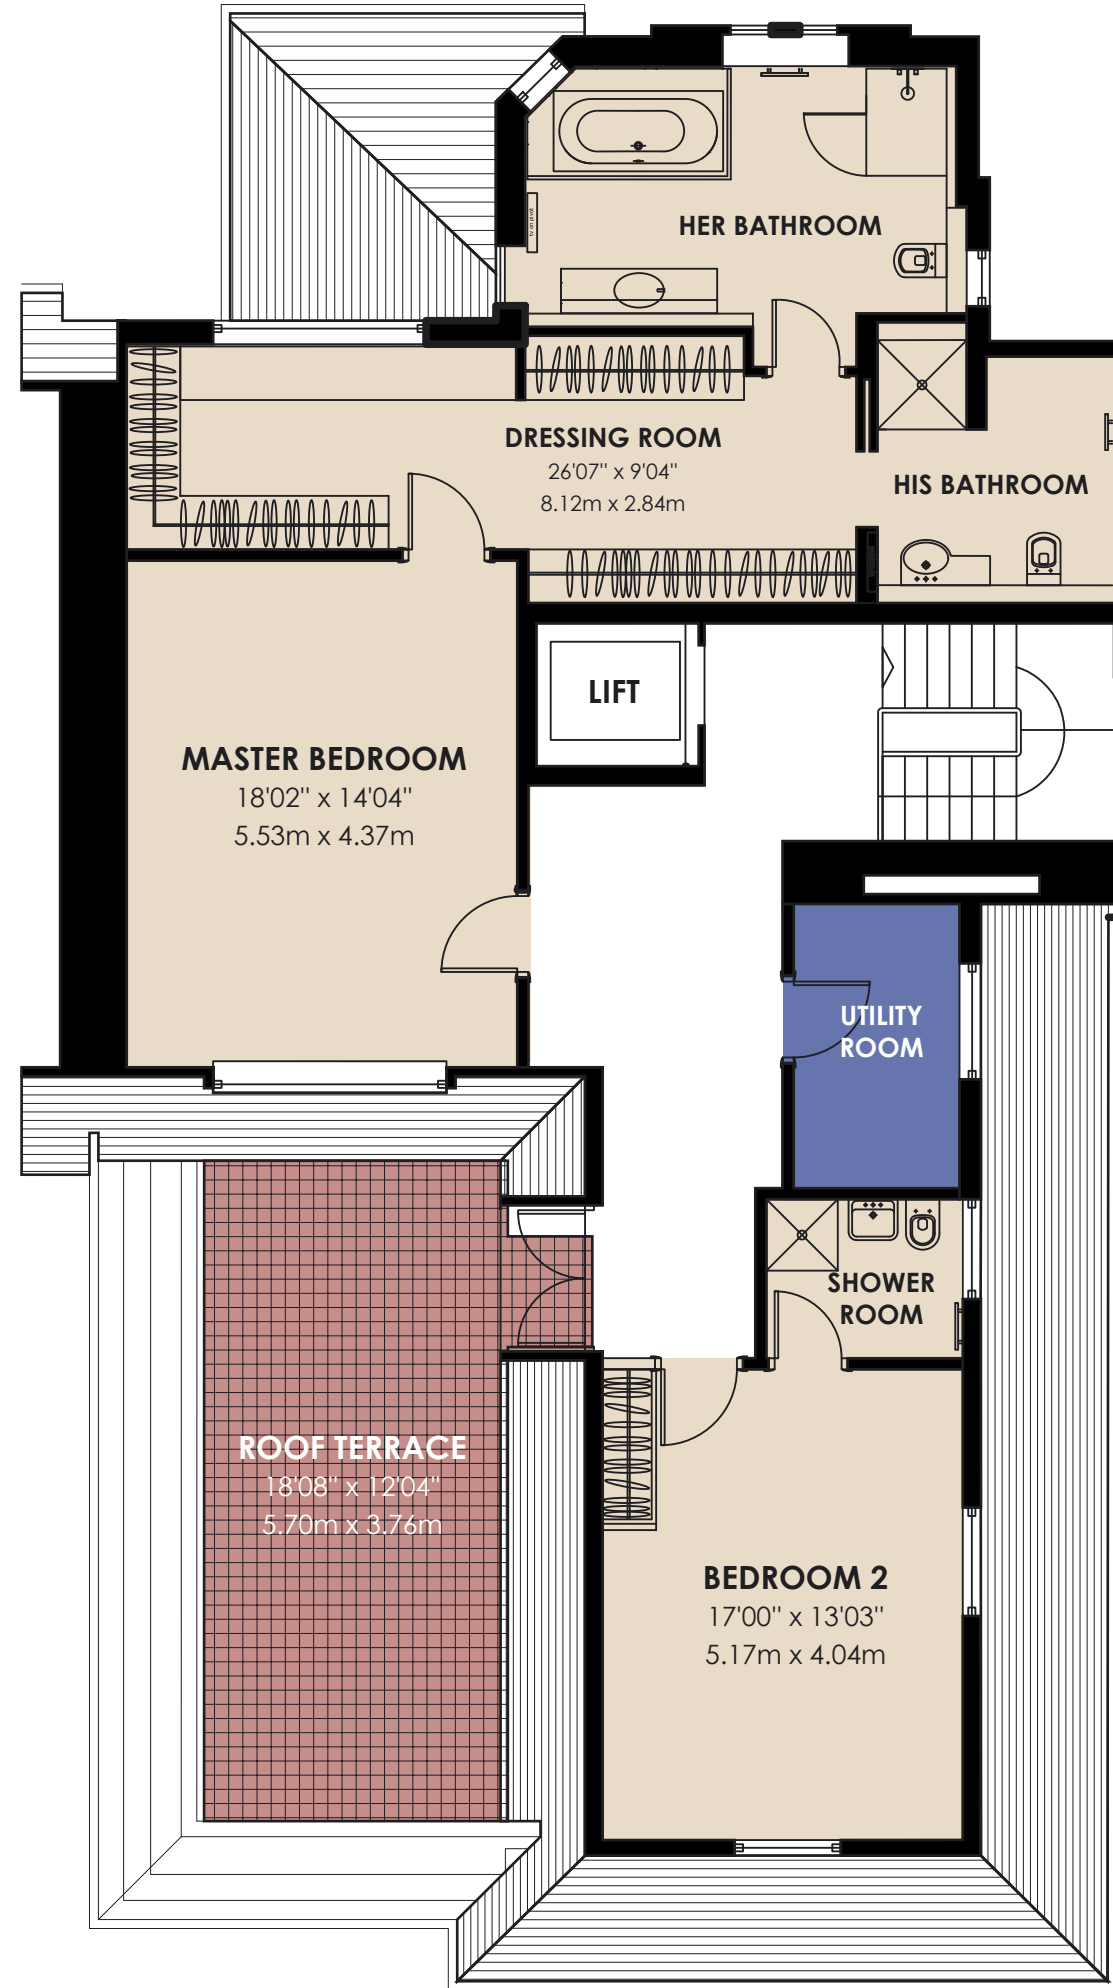 HER BATHROOM
DRESSING ROOM
26'07" x 9'04"
8.12m x 2.84m
HIS BATHROOM
LIFT
MASTER BEDROOM
18'02" x 14'04"
5.53m x 4.37m
UTILITY
ROOM
SHOWER
ROOM
ROOF TERRACE
18'08" x 12'04"
5.70m x 3.76m
BEDROOM 2
17'00" x 13'03"
5.17m x 4.04m